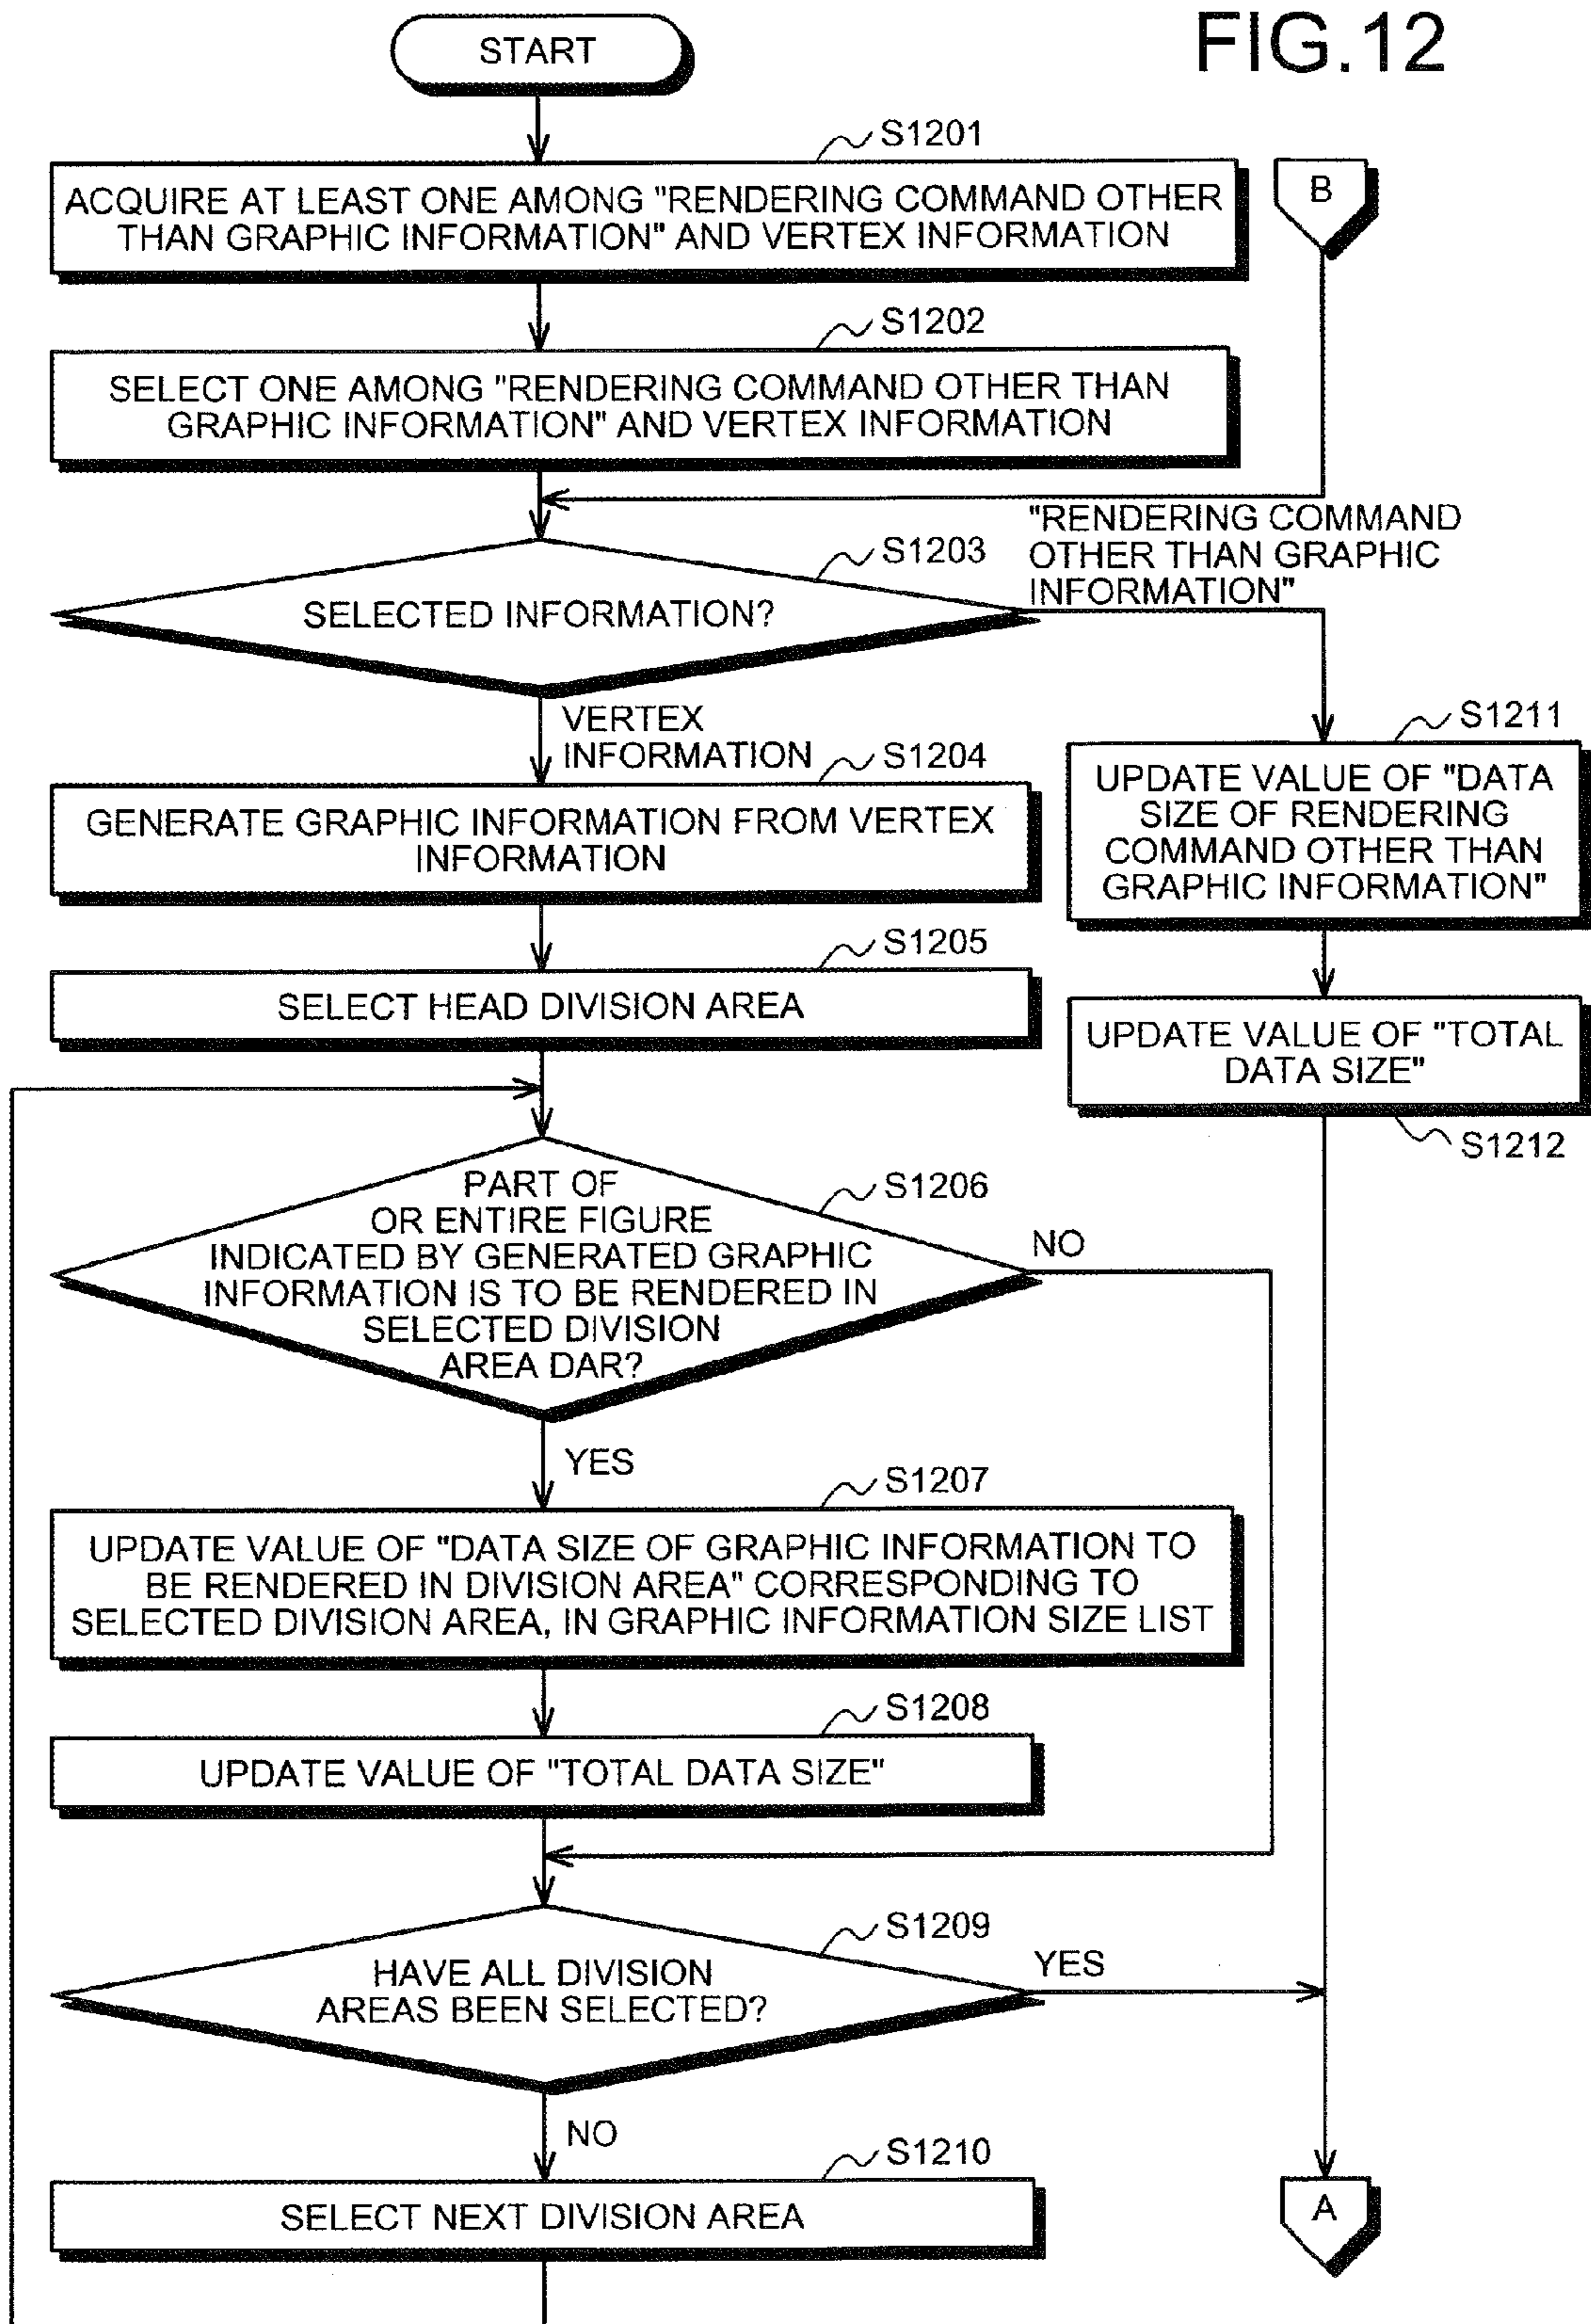 FIG.12
START
S1201
ACQUIRE AT LEAST ONE AMONG "RENDERING COMMAND OTHER
THAN GRAPHIC INFORMATION" AND VERTEX INFORMATION
B
S1202
SELECT ONE AMONG "RENDERING COMMAND OTHER THAN
GRAPHIC INFORMATION" AND VERTEX INFORMATION
S1203
SELECTED INFORMATION?
"RENDERING COMMAND
OTHER THAN GRAPHIC
INFORMATION"
VERTEX
INFORMATION
S1204
GENERATE GRAPHIC INFORMATION FROM VERTEX
INFORMATION
S1211
UPDATE VALUE OF "DATA
SIZE OF RENDERING
COMMAND OTHER THAN
GRAPHIC INFORMATION"
S1205
SELECT HEAD DIVISION AREA
UPDATE VALUE OF "TOTAL
DATA SIZE"
S1212
S1206
PART OF
OR ENTIRE FIGURE
INDICATED BY GENERATED GRAPHIC
INFORMATION IS TO BE RENDERED IN
SELECTED DIVISION
AREA DAR?
NO
YES
S1207
UPDATE VALUE OF "DATA SIZE OF GRAPHIC INFORMATION TO
BE RENDERED IN DIVISION AREA" CORRESPONDING TO
SELECTED DIVISION AREA, IN GRAPHIC INFORMATION SIZE LIST
S1208
UPDATE VALUE OF "TOTAL DATA SIZE"
S1209
HAVE ALL DIVISION
AREAS BEEN SELECTED?
YES
NO
S1210
SELECT NEXT DIVISION AREA
A